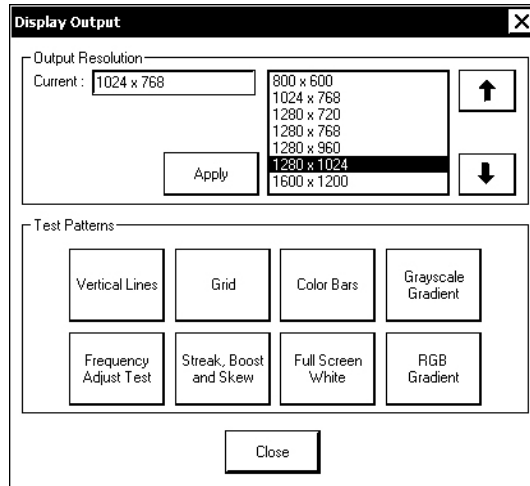 Display Output
Output Resolution
Current : 1024 x 768
800 x 600
1024 x 768
1280 x 720
1280 x 768
1280 x 960
1280 x 1024
1600 x 1200
Apply
Test Patterns
Vertical Lines
Grid
Color Bars
Grayscale
Gradient
Frequency
Adjust Test
Streak, Boost
and Skew
Full Screen
White
RGB
Gradient
Close